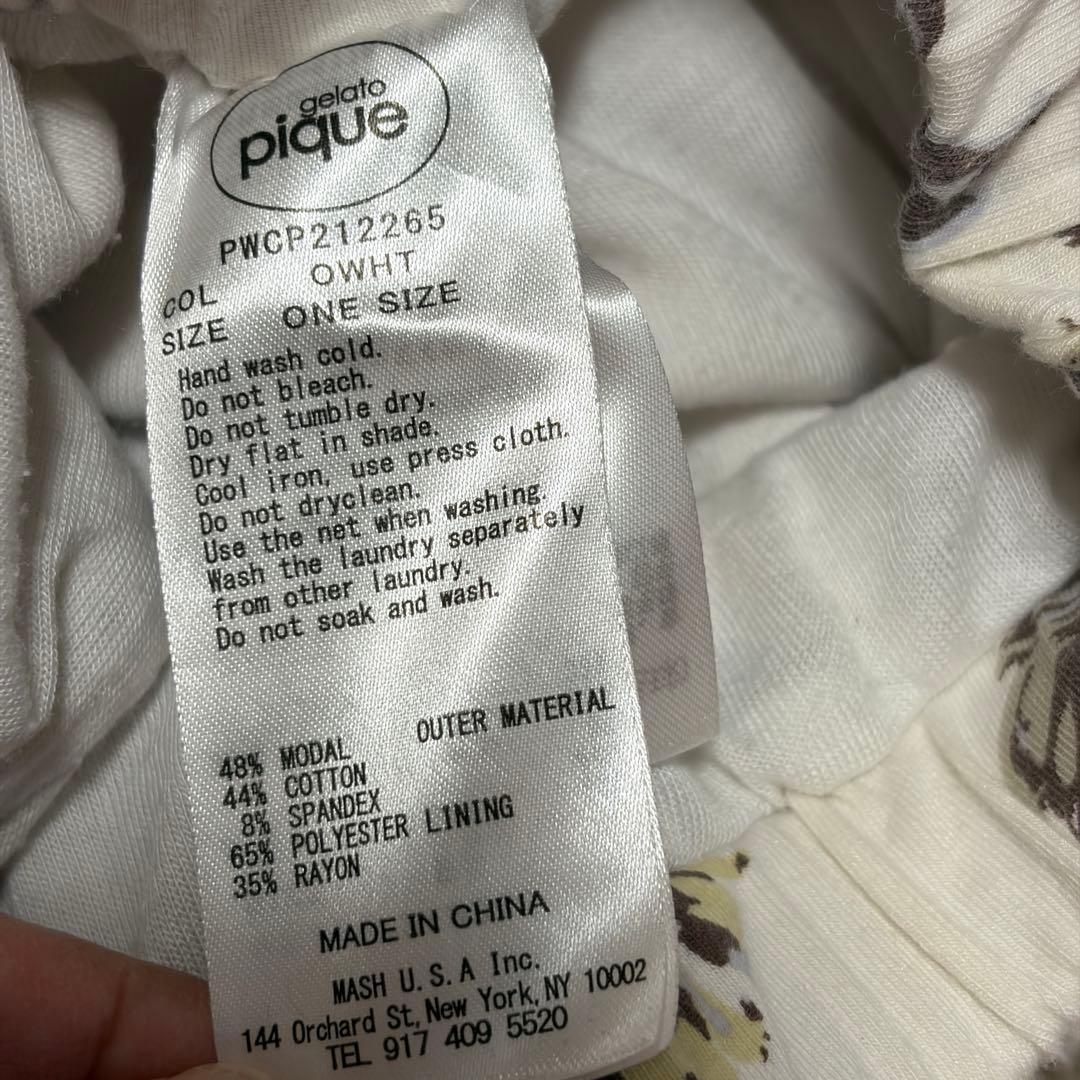 gelato
pique
PWCP212265
COL OWHT
SIZE ONE SIZE
Hand wash cold.
Do not bleach.
Do not tumble dry.
Dry flat in shade.
Cool iron, use press cloth.
Do not dryclean.
Use the net when washing.
Wash the laundry separately
from other laundry.
Do not soak and wash.
OUTER MATERIAL
48% MODAL
44% COTTON
8% SPANDEX
65% POLYESTER LINING
35% RAYON
MADE IN CHINA
MASH U.S.A Inc.
144 Orchard St, New York, NY 10002
TEL 917 409 5520